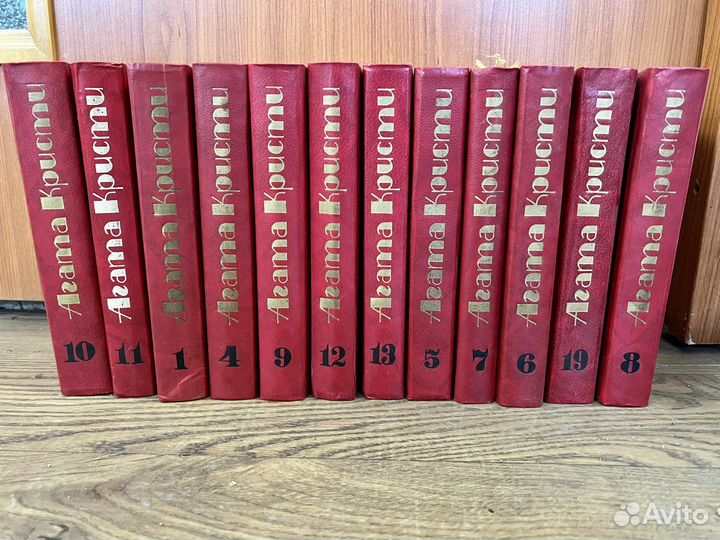 Агата Кристи
10
Агата Кристи
11
Агата Кристи
1
Агата Кристи
4
Агата Кристи
9
Агата Кристи
12
Агата Кристи
13
Агата Кристи
5
Агата Кристи
7
Агата Кристи
6
Агата Кристи
19
Агата Кристи
8
Avito